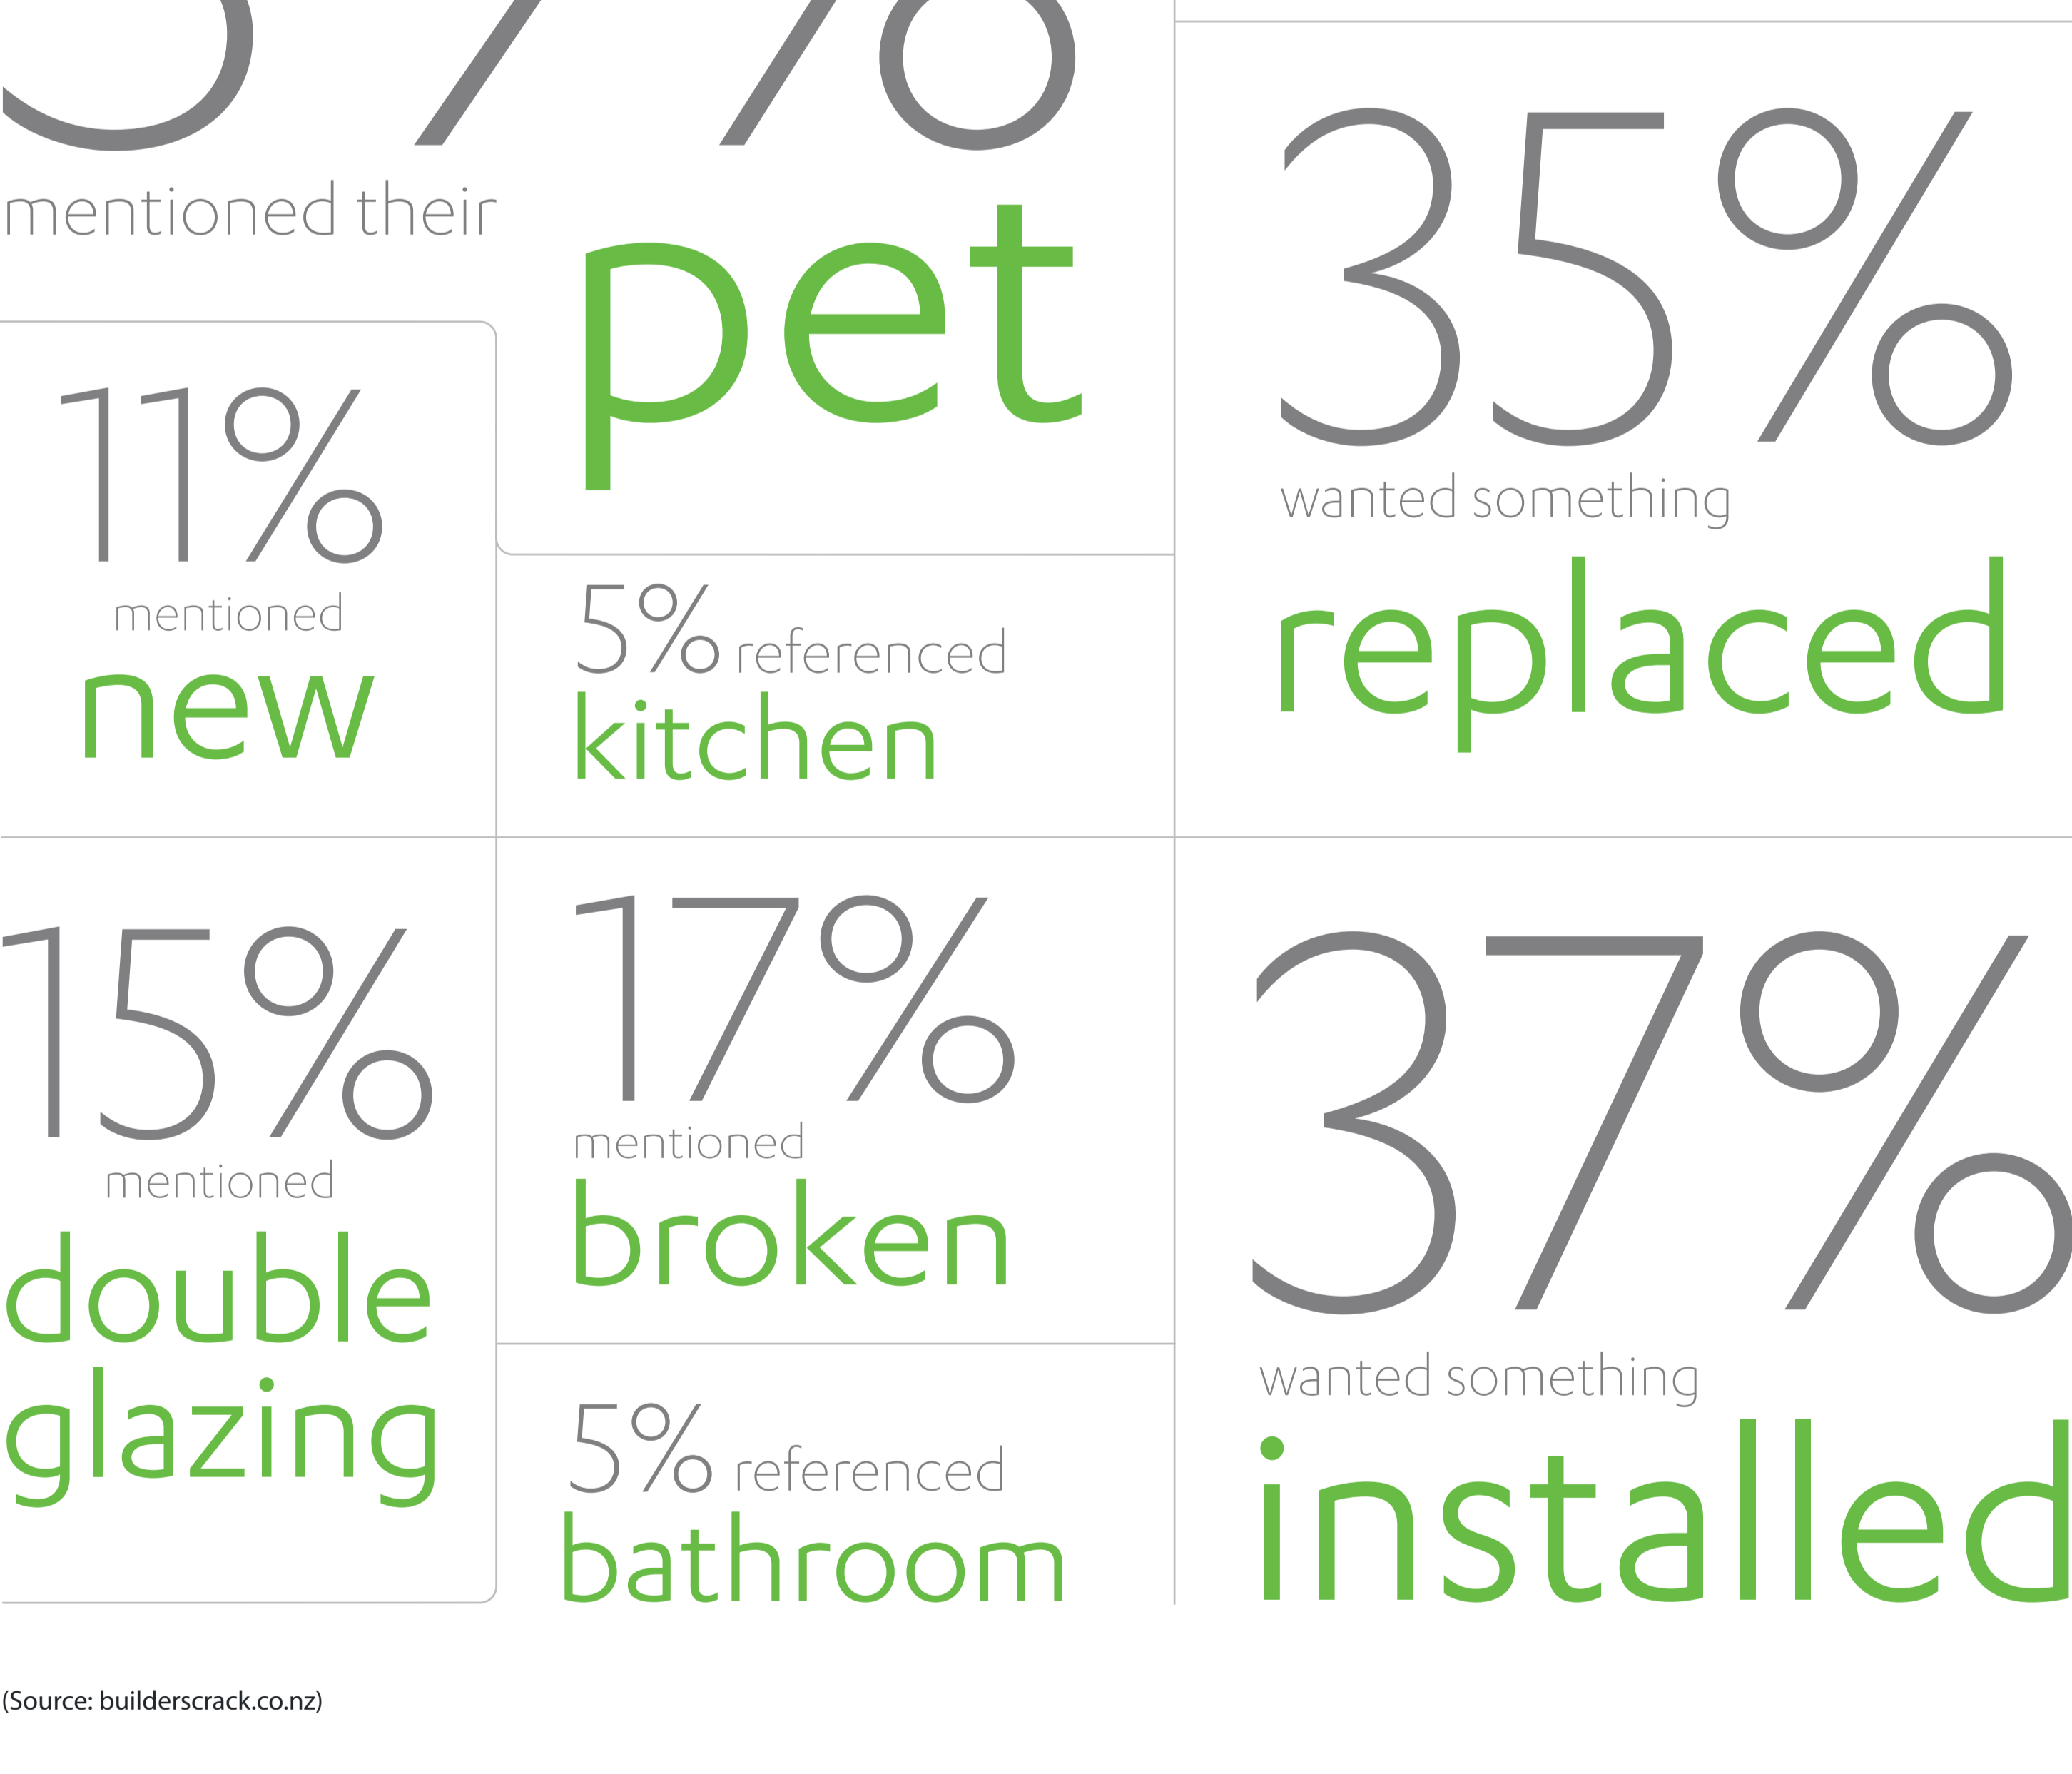 mentioned their
pet
11%
mentioned
new
5% referenced
kitchen
35%
wanted something
replaced
15%
mentioned
double
glazing
17%
mentioned
broken
5% referenced
bathroom
37%
wanted something
installed
(Source: builderscrack.co.nz)